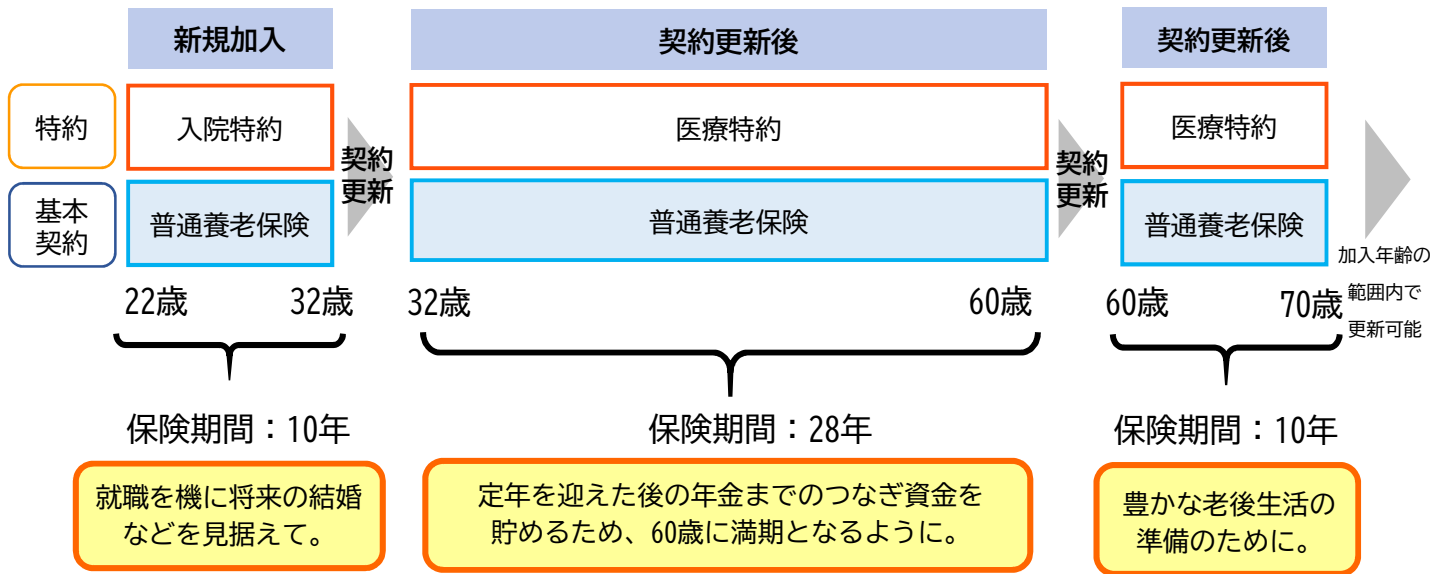 新規加入
契約更新後
契約更新後
特約
入院特約
医療特約
医療特約
契約
更新
契約
更新
基本
契約
普通養老保険
普通養老保険
普通養老保険
加入年齢の
範囲内で
更新可能
22歳
32歳
32歳
60歳
60歳
70歳
保険期間：10年
保険期間：28年
保険期間：10年
就職を機に将来の結婚
などを見据えて。
定年を迎えた後の年金までのつなぎ資金を
貯めるため、60歳に満期となるように。
豊かな老後生活の
準備のために。